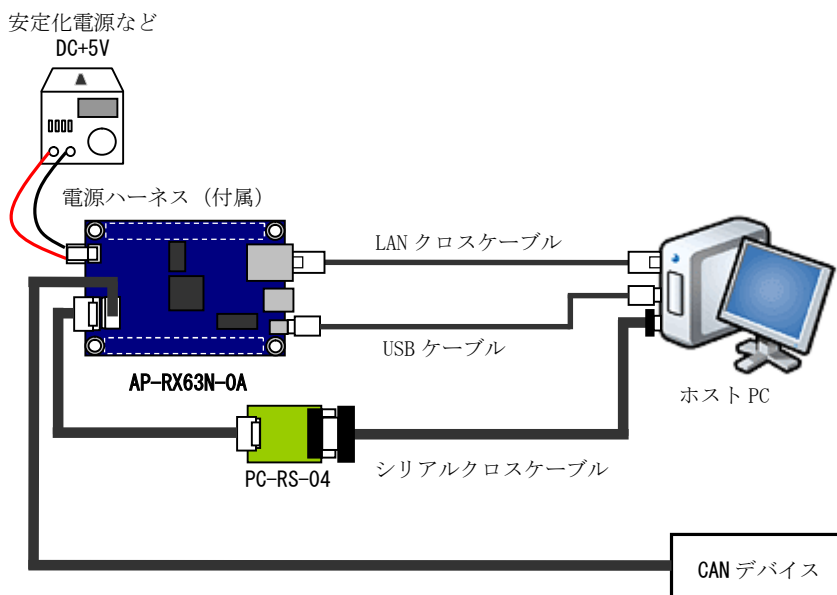 安定化電源など
DC+5V
電源ハーネス（付属）
LAN クロスケーブル
USB ケーブル
AP-RX63N-0A
ホスト PC
PC-RS-04
シリアルクロスケーブル
CAN デバイス